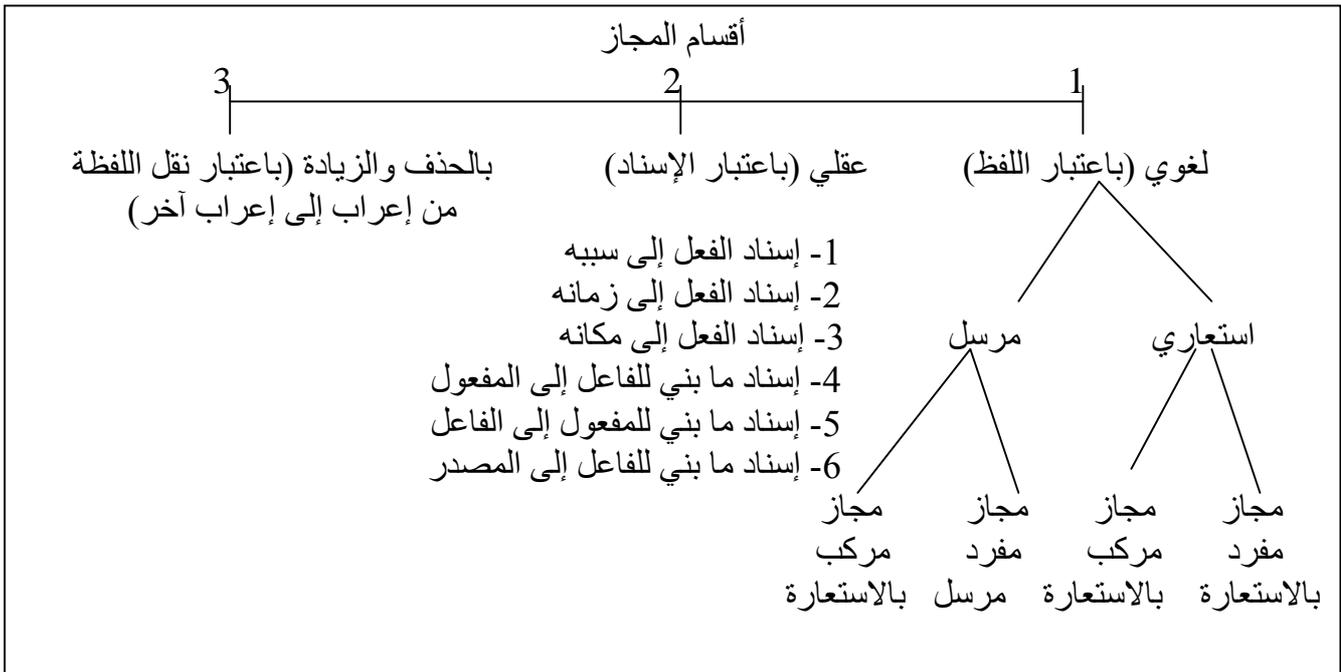 أقسام المجاز
1
2
3
لغوي (باعتبار اللفظ)
عقلي (باعتبار الإسناد)
بالحذف والزيادة (باعتبار نقل اللفظة
من إعراب إلى إعراب آخر)
1- إسناد الفعل إلى سببه
2- إسناد الفعل إلى زمانه
3- إسناد الفعل إلى مكانه
4- إسناد ما بني للفاعل إلى المفعول
5- إسناد ما بني للمفعول إلى الفاعل
6- إسناد ما بني للفاعل إلى المصدر
استعاري
مرسل
مجاز
مفرد
بالاستعارة
مجاز
مركب
بالاستعارة
مجاز
مفرد
مرسل
مجاز
مركب
بالاستعارة